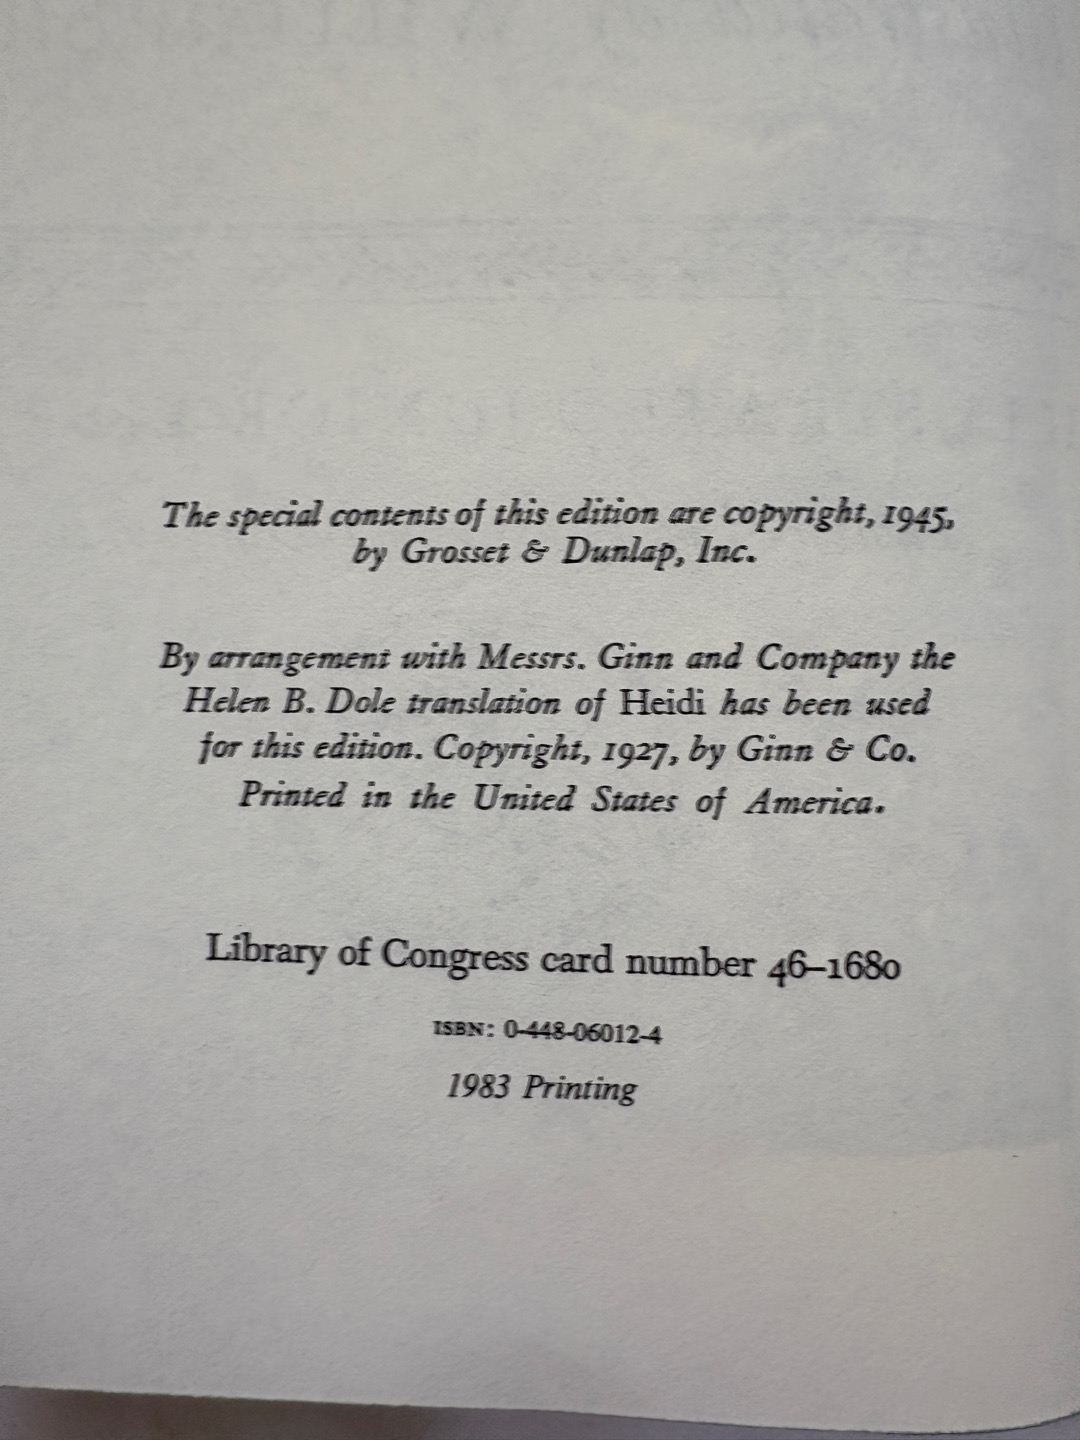 The special contents of this edition are copyright, 1945,
by Grosset & Dunlap, Inc.
By arrangement with Messrs. Ginn and Company the
Helen B. Dole translation of Heidi has been used
for this edition. Copyright, 1927, by Ginn & Co.
Printed in the United States of America.
Library of Congress card number 46–1680
ISBN: 0-448-06012-4
1983 Printing